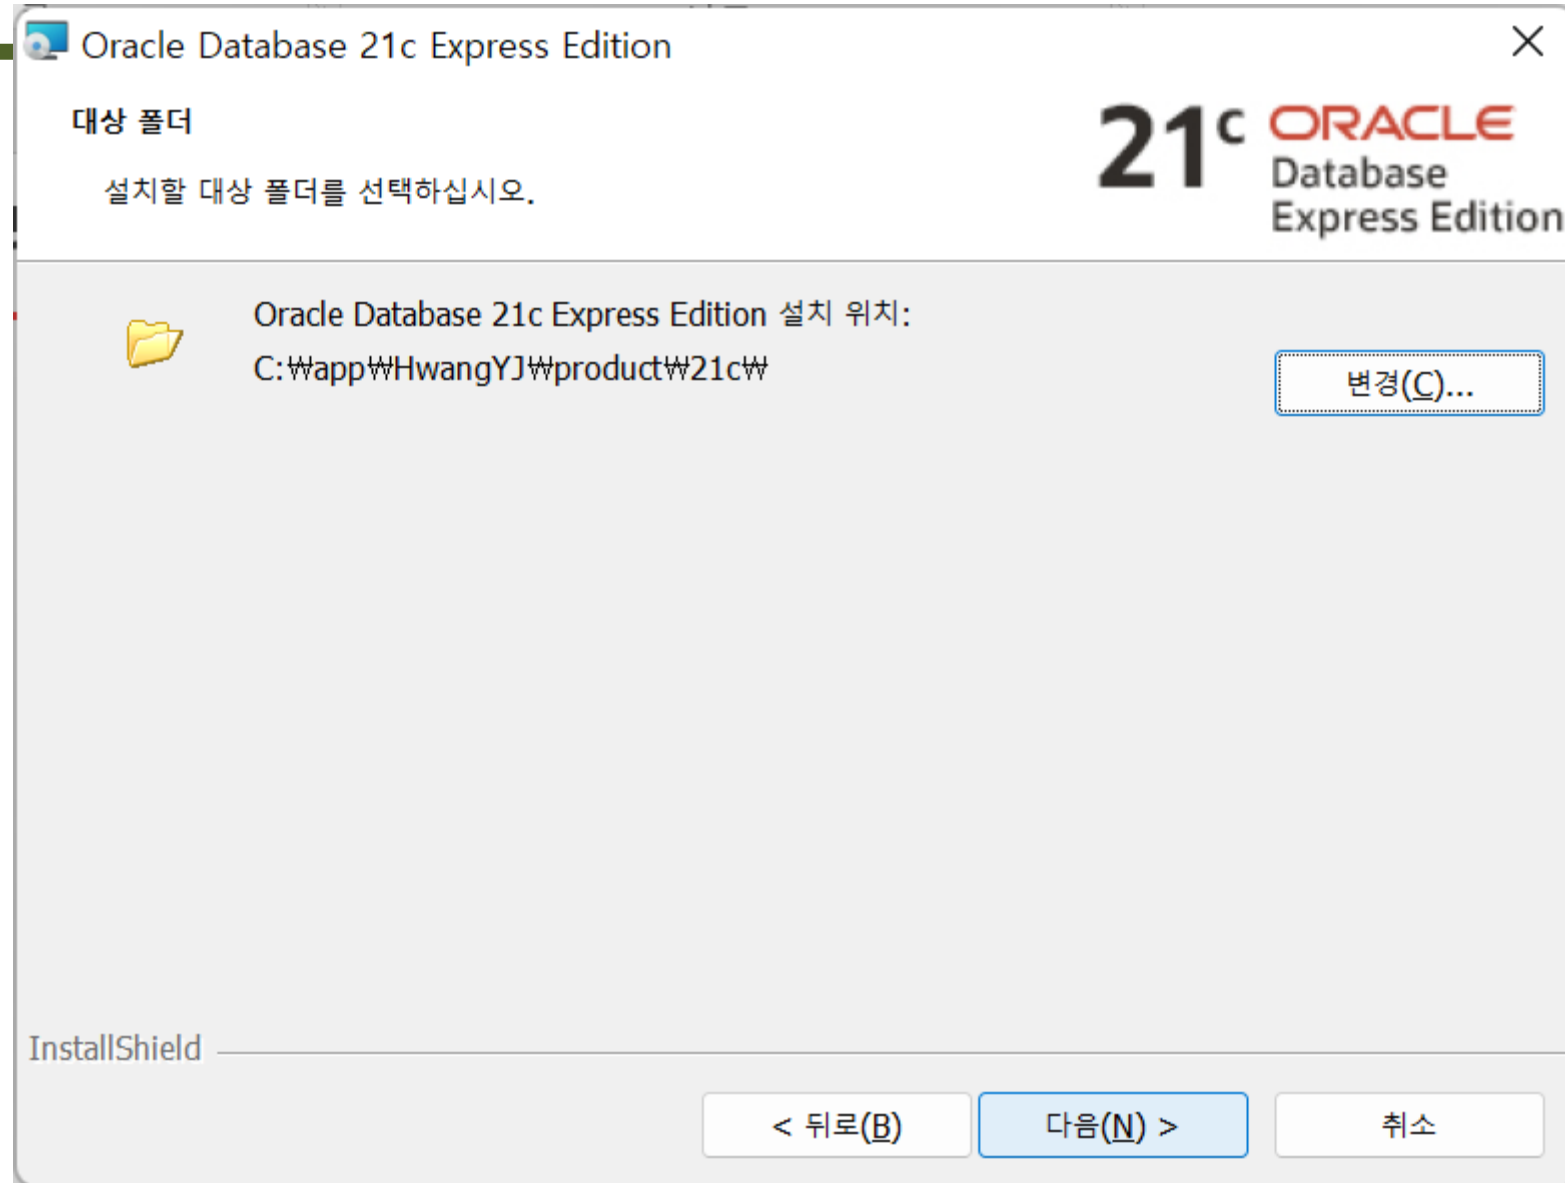 Oracle Database 21c Express Edition
대상 폴더
설치할 대상 폴더를 선택하십시오.
21c ORACLE
Database
Express Edition
Oracle Database 21c Express Edition 설치 위치:
C:₩app₩HwangYJ₩product₩21c₩
변경(C)...
InstallShield
< 뒤로(B)
다음(N) >
취소